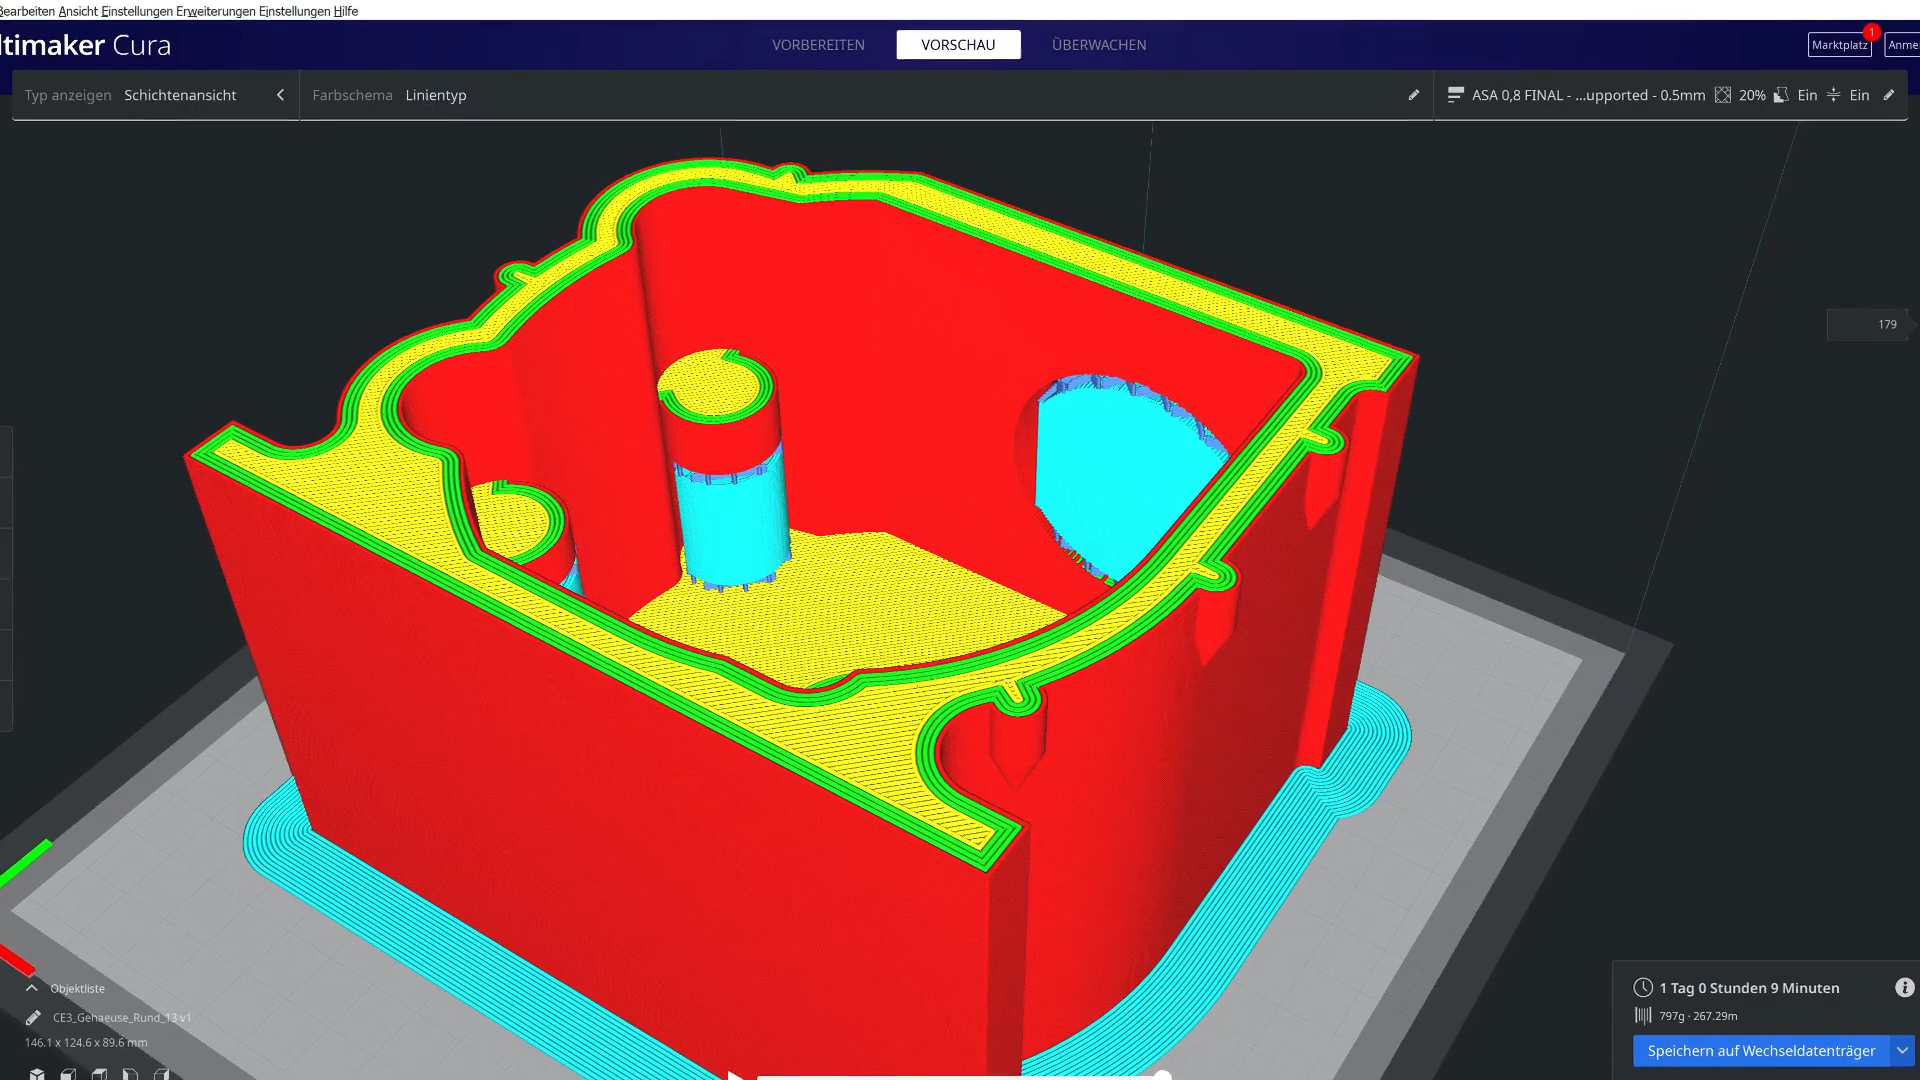 Bearbeiten Ansicht Einstellungen Erweiterungen Einstellungen Hilfe
ltimaker Cura
VORBEREITEN
VORSCHAU
ÜBERWACHEN
Marktplatz
1
Anme
Typ anzeigen Schichtenansicht
Farbschema Linientyp
ASA 0,8 FINAL - ...upported - 0.5mm 20% Ein Ein
179
Objektliste
CE3_Gehaeuse_Rund_13 v1
146.1 x 124.6 x 89.6 mm
1 Tag 0 Stunden 9 Minuten
797g · 267.29m
Speichern auf Wechseldatenträger